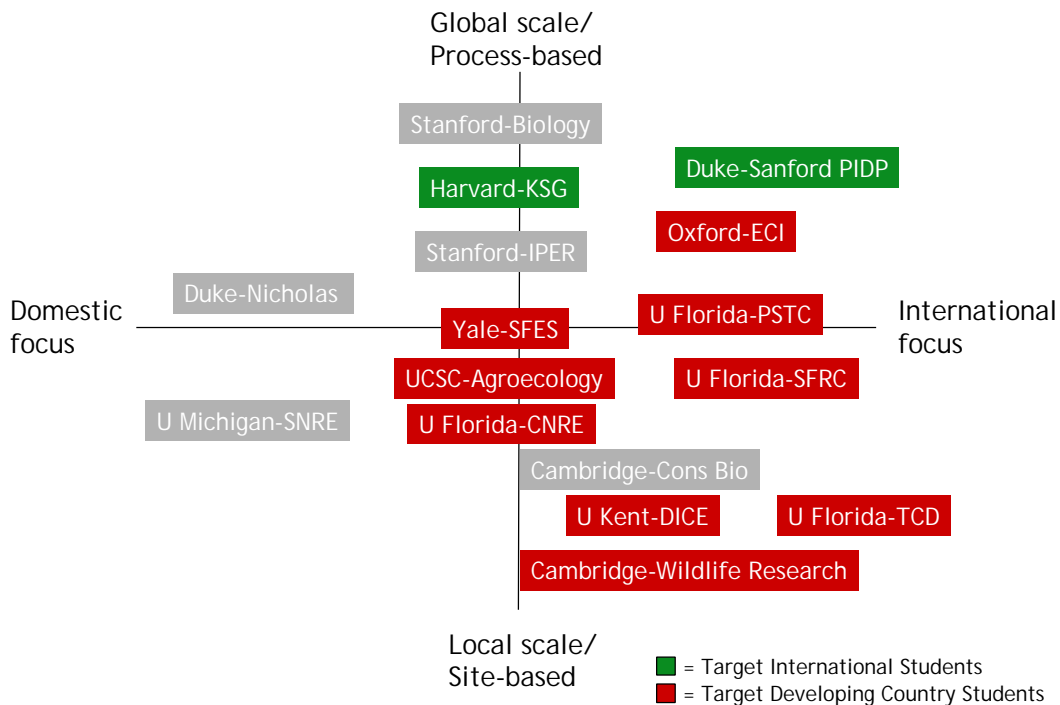 Global scale/
Process-based
Stanford-Biology
Duke-Sanford PIDP
Harvard-KSG
Oxford-ECI
Stanford-IPER
Duke-Nicholas
Domestic
focus
U Florida-PSTC
International
focus
Yale-SFES
UCSC-Agroecology
U Florida-SFRC
U Michigan-SNRE
U Florida-CNRE
Cambridge-Cons Bio
U Kent-DICE
U Florida-TCD
Cambridge-Wildlife Research
Local scale/
Site-based
= Target International Students
= Target Developing Country Students